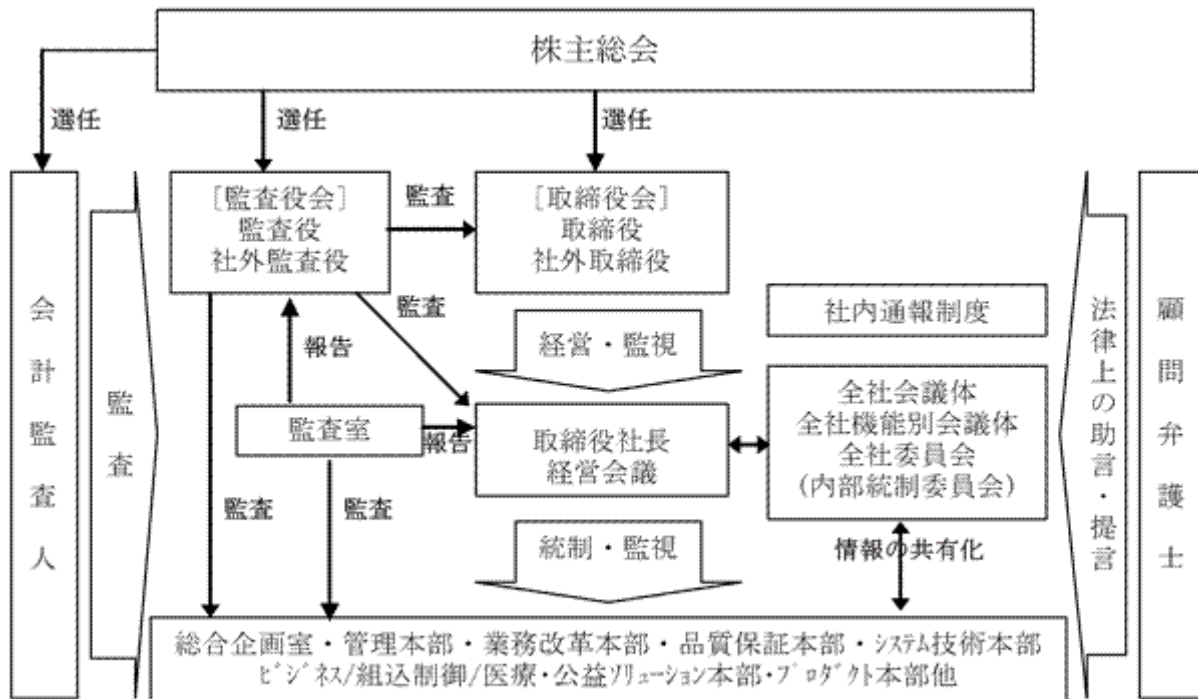 株主総会
選任
選任
選任
[監査役会]
監査役
社外監査役
監査
[取締役会]
取締役
社外取締役
会計監査人
監査
監査
報告
経営・監視
社内通報制度
法律上の助言・提言
顧問弁護士
監査室
報告
取締役社長
経営会議
全社会議体
全社機能別会議体
全社委員会
(内部統制委員会)
監査
監査
統制・監視
情報の共有化
総合企画室・管理本部・業務改革本部・品質保証本部・ｼｽﾃﾑ技術本部
ﾋﾞｼﾞﾈｽ/組込制御/医療・公益ｿﾘｭｰｼｮﾝ本部・ﾌﾟﾛﾀﾞｸﾄ本部他